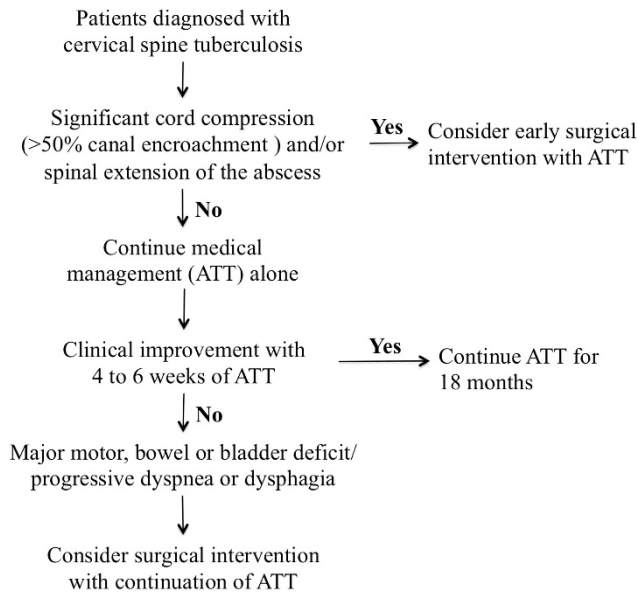 Patients diagnosed with
cervical spine tuberculosis
Significant cord compression
(>50% canal encroachment ) and/or
spinal extension of the abscess
Yes
Consider early surgical
intervention with ATT
No
Continue medical
management (ATT) alone
Clinical improvement with
4 to 6 weeks of ATT
Yes
Continue ATT for
18 months
No
Major motor, bowel or bladder deficit/
progressive dyspnea or dysphagia
Consider surgical intervention
with continuation of ATT